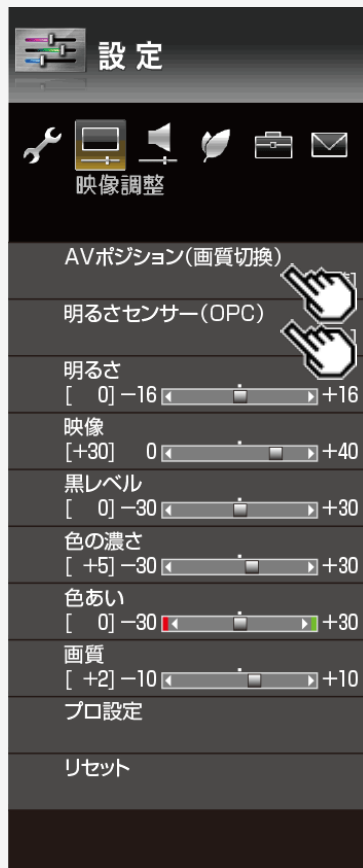 設定
映像調整
AVポジション(画質切換)
]
明るさセンサー(OPC)
]
明るさ
[ 0] －16 ＋16
映像
[+30] 0 ＋40
黒レベル
[ 0] －30 ＋30
色の濃さ
[ +5] －30 ＋30
色あい
[ 0] －30 ＋30
画質
[ +2] －10 ＋10
プロ設定
リセット